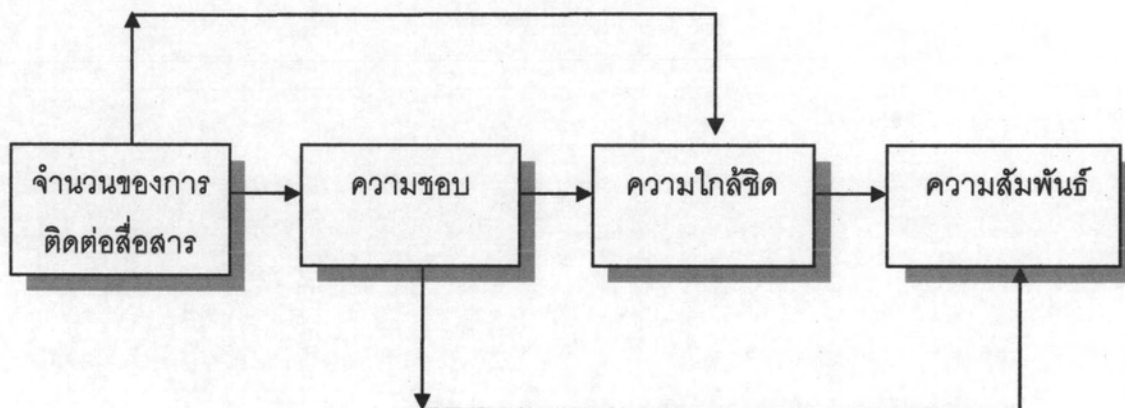 จำนวนของการ
ติดต่อสื่อสาร
ความชอบ
ความใกล้ชิด
ความสัมพันธ์